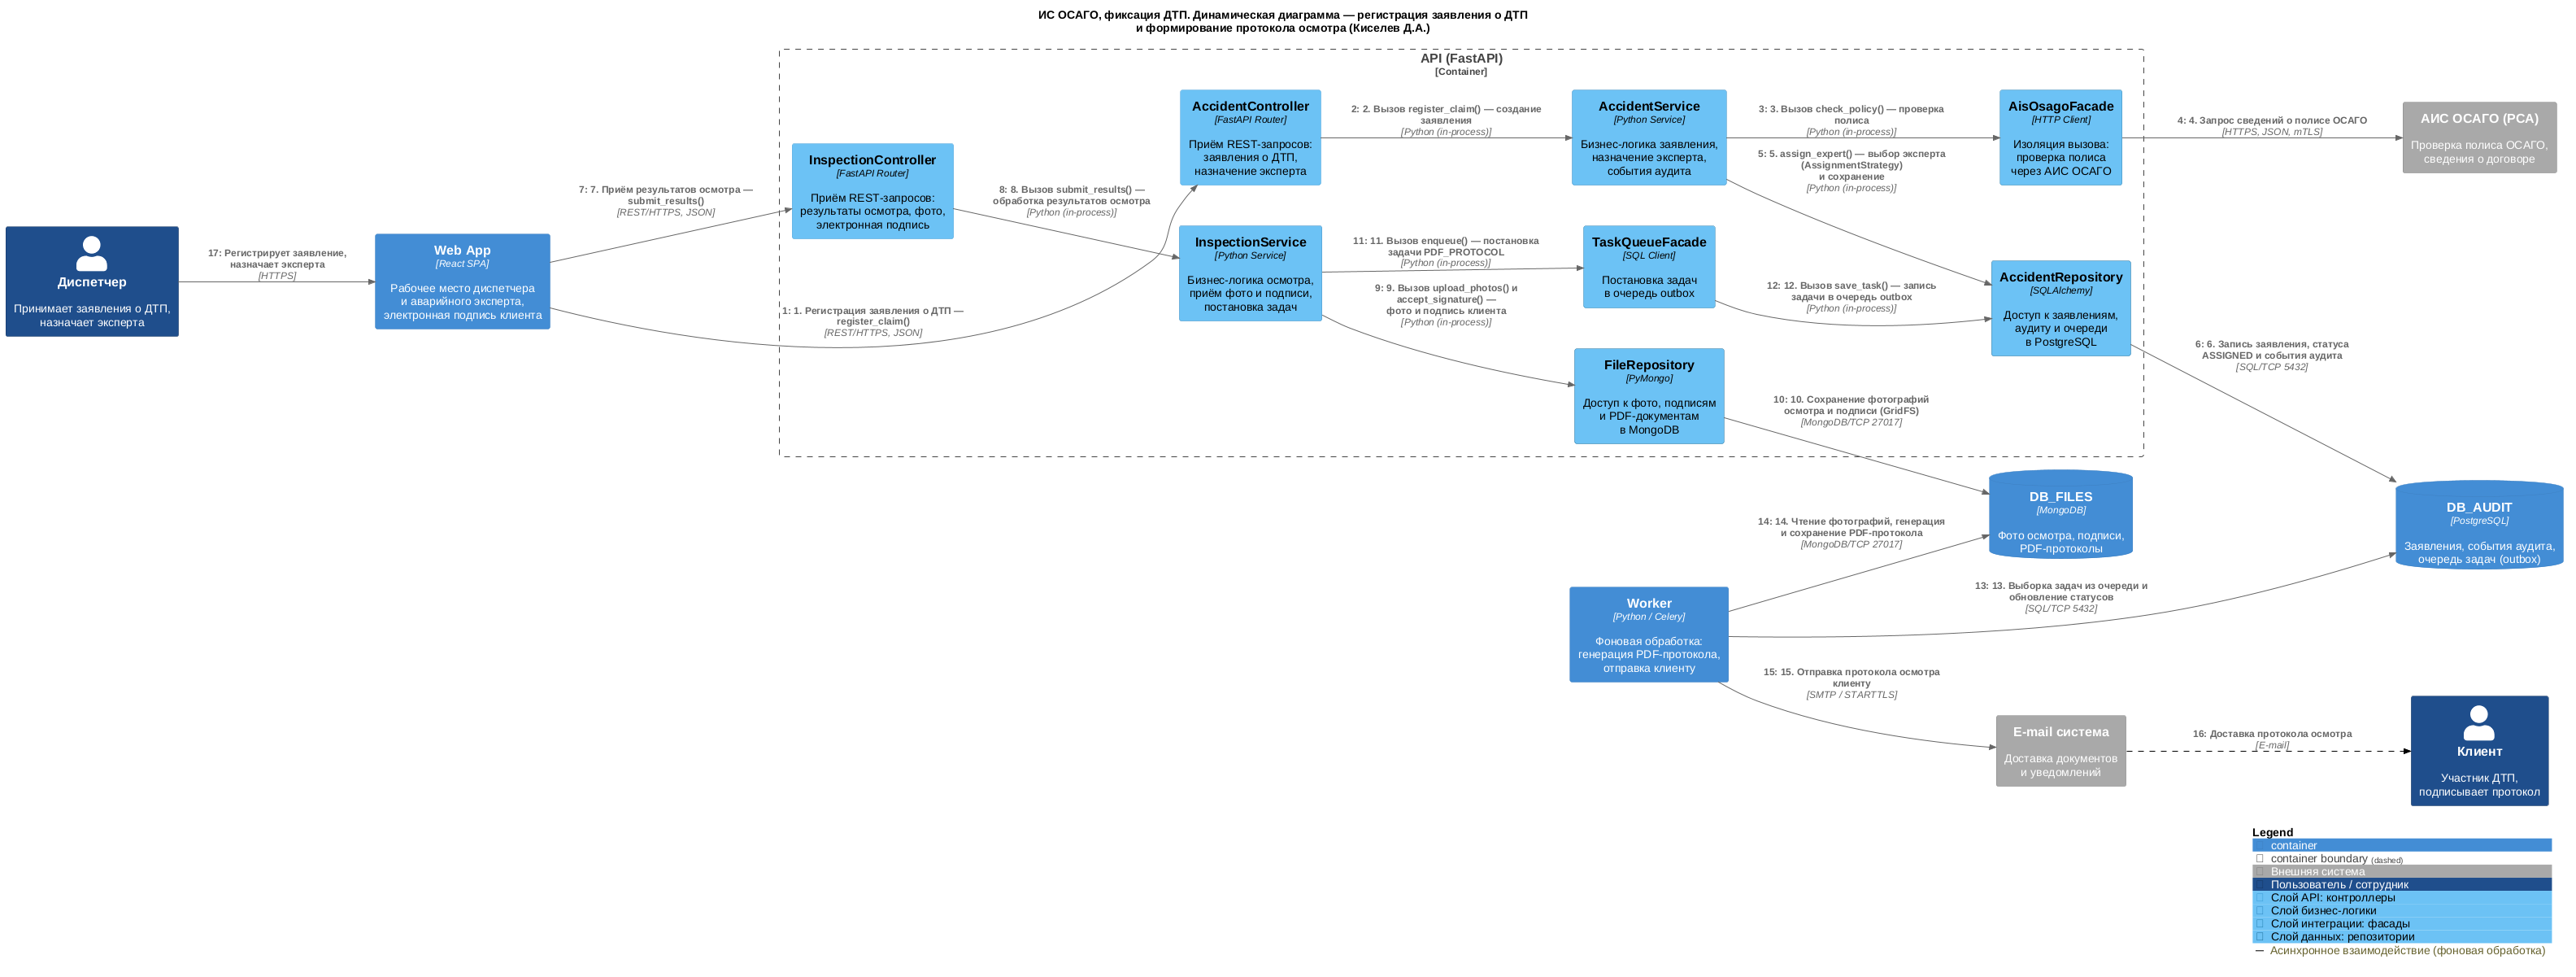 ИС ОСАГО, фиксация ДТП. Динамическая диаграмма — регистрация заявления о ДТП
и формирование протокола осмотра (Киселев Д.А.)
API (FastAPI)
[Container]
Диспетчер
Принимает заявления о ДТП,
назначает эксперта
17: Регистрирует заявление,
назначает эксперта
[HTTPS]
Web App
[React SPA]
Рабочее место диспетчера
и аварийного эксперта,
электронная подпись клиента
7: 7. Приём результатов осмотра —
submit_results()
[REST/HTTPS, JSON]
1: 1. Регистрация заявления о ДТП —
register_claim()
[REST/HTTPS, JSON]
InspectionController
[FastAPI Router]
Приём REST-запросов:
результаты осмотра, фото,
электронная подпись
8: 8. Вызов submit_results() —
обработка результатов осмотра
[Python (in-process)]
AccidentController
[FastAPI Router]
Приём REST-запросов:
заявления о ДТП,
назначение эксперта
2: 2. Вызов register_claim() — создание
заявления
[Python (in-process)]
InspectionService
[Python Service]
Бизнес-логика осмотра,
приём фото и подписи,
постановка задач
11: 11. Вызов enqueue() — постановка
задачи PDF_PROTOCOL
[Python (in-process)]
9: 9. Вызов upload_photos() и
accept_signature() —
фото и подпись клиента
[Python (in-process)]
AccidentService
[Python Service]
Бизнес-логика заявления,
назначение эксперта,
события аудита
3: 3. Вызов check_policy() — проверка
полиса
[Python (in-process)]
5: 5. assign_expert() — выбор эксперта
(AssignmentStrategy)
и сохранение
[Python (in-process)]
TaskQueueFacade
[SQL Client]
Постановка задач
в очередь outbox
12: 12. Вызов save_task() — запись
задачи в очередь outbox
[Python (in-process)]
FileRepository
[PyMongo]
Доступ к фото, подписям
и PDF-документам
в MongoDB
10: 10. Сохранение фотографий
осмотра и подписи (GridFS)
[MongoDB/TCP 27017]
AisOsagoFacade
[HTTP Client]
Изоляция вызова:
проверка полиса
через АИС ОСАГО
4: 4. Запрос сведений о полисе ОСАГО
[HTTPS, JSON, mTLS]
AccidentRepository
[SQLAlchemy]
Доступ к заявлениям,
аудиту и очереди
в PostgreSQL
6: 6. Запись заявления, статуса
ASSIGNED и события аудита
[SQL/TCP 5432]
АИС ОСАГО (РСА)
Проверка полиса ОСАГО,
сведения о договоре
DB_FILES
[MongoDB]
Фото осмотра, подписи,
PDF-протоколы
DB_AUDIT
[PostgreSQL]
Заявления, события аудита,
очередь задач (outbox)
14: 14. Чтение фотографий, генерация
и сохранение PDF-протокола
[MongoDB/TCP 27017]
13: 13. Выборка задач из очереди и
обновление статусов
[SQL/TCP 5432]
Worker
[Python / Celery]
Фоновая обработка:
генерация PDF-протокола,
отправка клиенту
15: 15. Отправка протокола осмотра
клиенту
[SMTP / STARTTLS]
E-mail система
Доставка документов
и уведомлений
16: Доставка протокола осмотра
[E-mail]
Клиент
Участник ДТП,
подписывает протокол
Legend
container
container boundary (dashed)
Внешняя система
Пользователь / сотрудник
Слой API: контроллеры
Слой бизнес-логики
Слой интеграции: фасады
Слой данных: репозитории
Асинхронное взаимодействие (фоновая обработка)